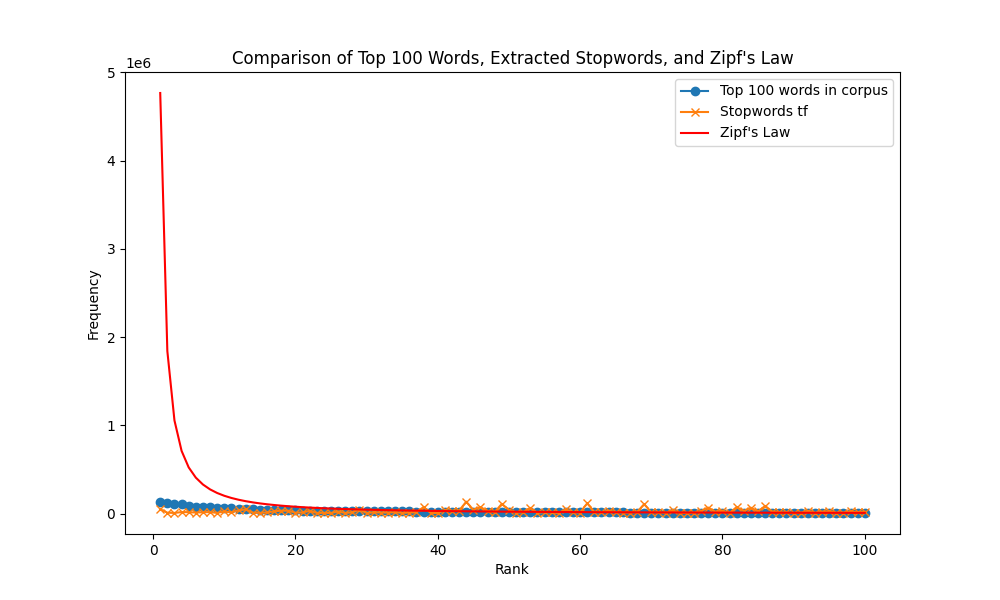 Comparison of Top 100 Words, Extracted Stopwords, and Zipf's Law
1e6
5
4
3
2
1
0
Frequency
Top 100 words in corpus
Stopwords tf
Zipf's Law
0 20 40 60 80 100
Rank